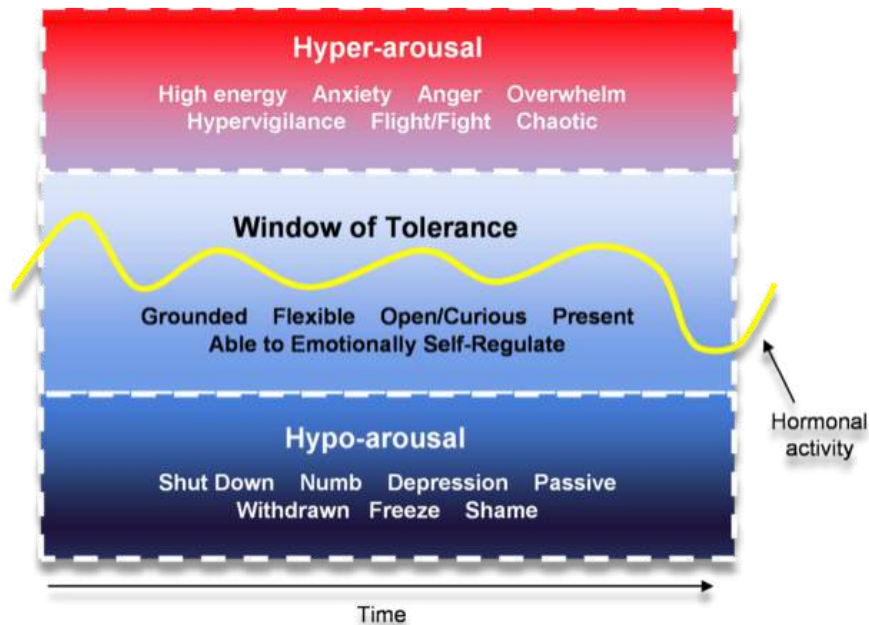 Hyper-arousal
High energy Anxiety Anger Overwhelm
Hypervigilance Flight/Fight Chaotic
Window of Tolerance
Grounded Flexible Open/Curious Present
Able to Emotionally Self-Regulate
Hormonal
activity
Hypo-arousal
Shut Down Numb Depression Passive
Withdrawn Freeze Shame
Time